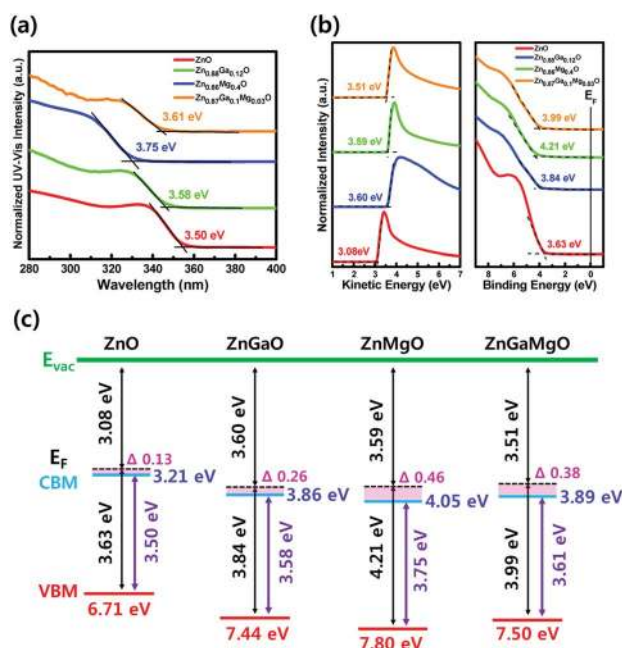 (a)
ZnO
Zn0.88Ga0.12O
Zn0.86Mg0.4O
Zn0.87Ga0.1Mg0.03O
3.61 eV
3.75 eV
3.58 eV
3.50 eV
Normalized UV-Vis Intensity (a.u.)
280 300 320 340 360 380 400
Wavelength (nm)
(b)
Normalized Intensity (a.u.)
3.51 eV
3.59 eV
3.60 eV
3.08eV
1 2 3 4 5 6 7
Kinetic Energy (eV)
ZnO
Zn0.88Ga0.12O
Zn0.86Mg0.4O
Zn0.87Ga0.1Mg0.03O
EF
3.99 eV
4.21 eV
3.84 eV
3.63 eV
8 6 4 2 0
Binding Energy (eV)
(c)
ZnO ZnGaO ZnMgO ZnGaMgO
Evac
3.08 eV 3.60 eV 3.59 eV 3.51 eV
EF
Δ 0.13 Δ 0.26 Δ 0.46 Δ 0.38
CBM
3.21 eV 3.86 eV 4.05 eV 3.89 eV
3.63 eV 3.50 eV 3.84 eV 3.58 eV 4.21 eV 3.75 eV 3.99 eV 3.61 eV
VBM
6.71 eV 7.44 eV 7.80 eV 7.50 eV